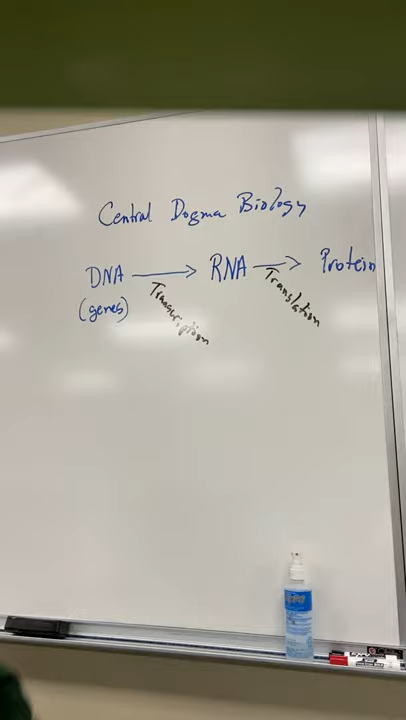 Central Dogma Biology
DNA → RNA → Protein
(genes)
Transcription
Translation